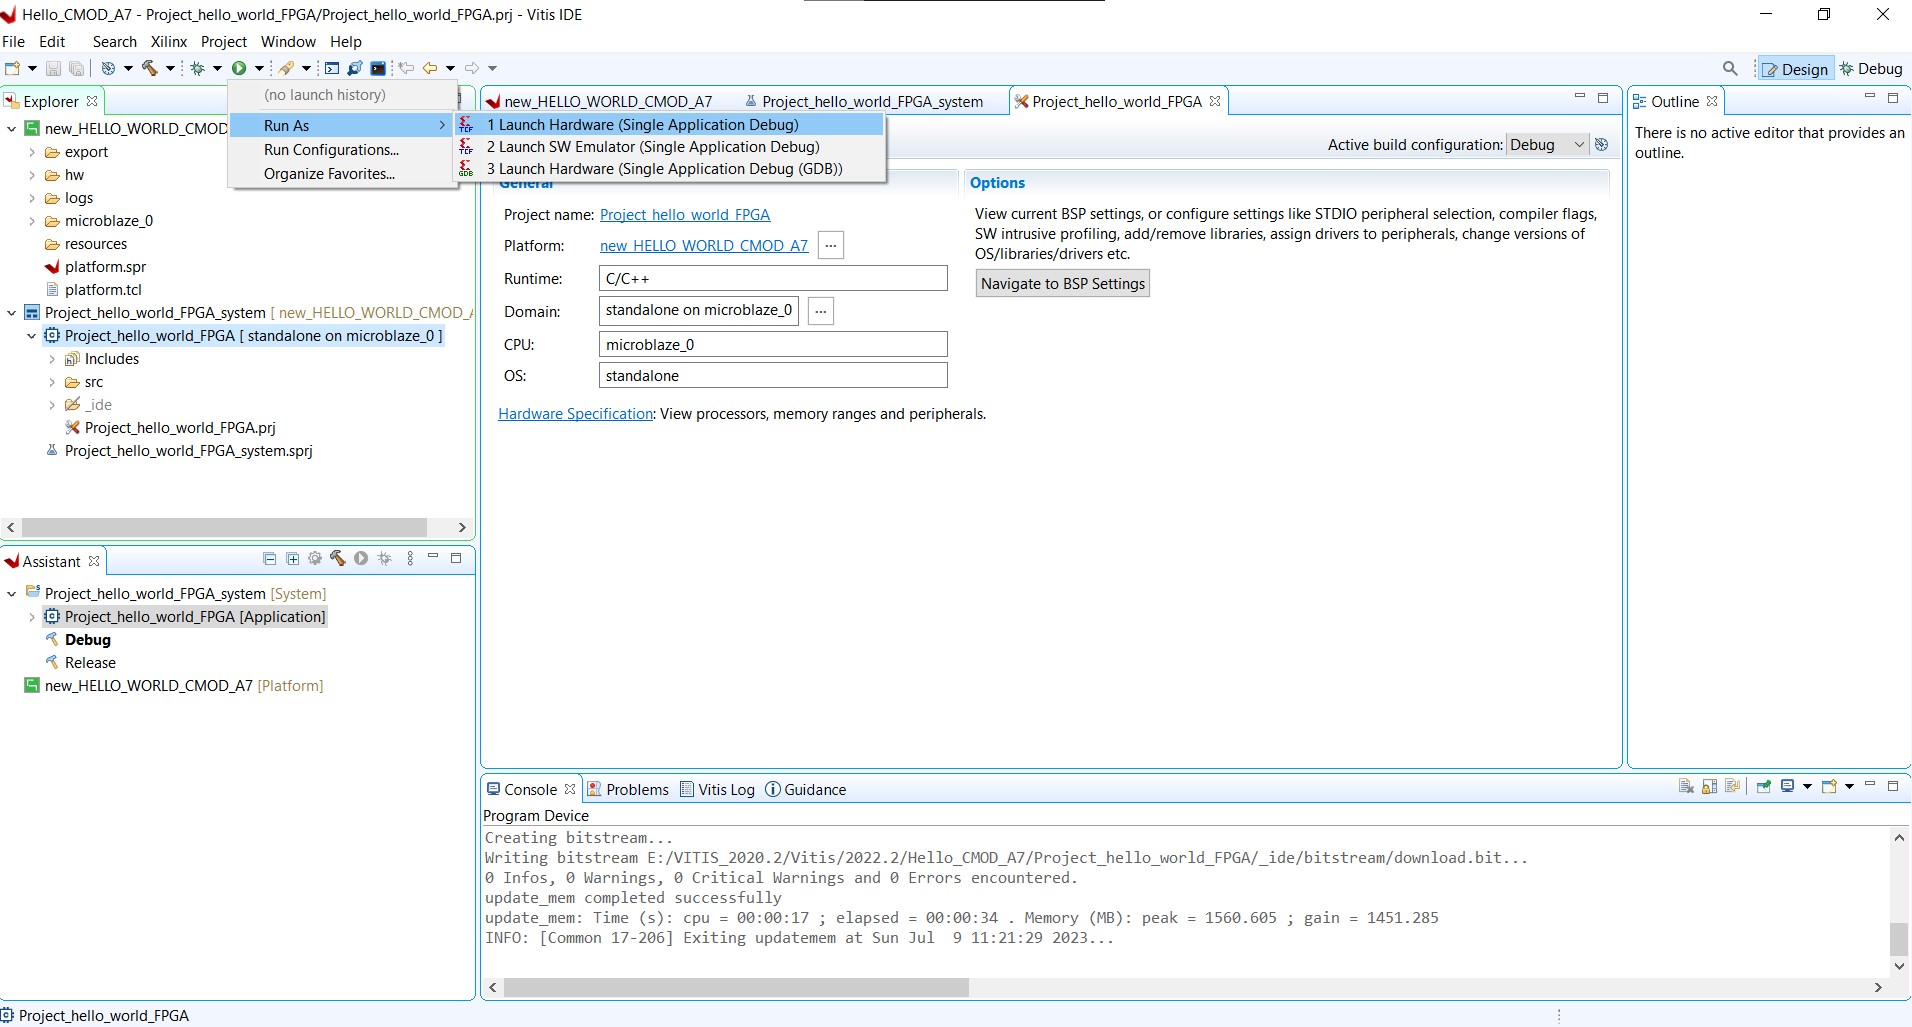 Hello_CMOD_A7 - Project_hello_world_FPGA/Project_hello_world_FPGA.prj - Vitis IDE
File Edit Search Xilinx Project Window Help
Design Debug
Explorer
new_HELLO_WORLD_CMOD
export
hw
logs
microblaze_0
resources
platform.spr
platform.tcl
Project_hello_world_FPGA_system [ new_HELLO_WORLD_CMOD_A
Project_hello_world_FPGA [ standalone on microblaze_0 ]
Includes
src
_ide
Project_hello_world_FPGA.prj
Project_hello_world_FPGA_system.sprj
(no launch history)
Run As
Run Configurations...
Organize Favorites...
1 Launch Hardware (Single Application Debug)
2 Launch SW Emulator (Single Application Debug)
3 Launch Hardware (Single Application Debug (GDB))
new_HELLO_WORLD_CMOD_A7 Project_hello_world_FPGA_system Project_hello_world_FPGA
Active build configuration: Debug
General
Project name: Project_hello_world_FPGA
Platform: new_HELLO_WORLD_CMOD_A7 ...
Runtime: C/C++
Domain: standalone on microblaze_0 ...
CPU: microblaze_0
OS: standalone
Hardware Specification: View processors, memory ranges and peripherals.
Options
View current BSP settings, or configure settings like STDIO peripheral selection, compiler flags,
SW intrusive profiling, add/remove libraries, assign drivers to peripherals, change versions of
OS/libraries/drivers etc.
Navigate to BSP Settings
Outline
There is no active editor that provides an
outline.
Assistant
Project_hello_world_FPGA_system [System]
Project_hello_world_FPGA [Application]
Debug
Release
new_HELLO_WORLD_CMOD_A7 [Platform]
Console Problems Vitis Log Guidance
Program Device
Creating bitstream...
Writing bitstream E:/VITIS_2020.2/Vitis/2022.2/Hello_CMOD_A7/Project_hello_world_FPGA/_ide/bitstream/download.bit...
0 Infos, 0 Warnings, 0 Critical Warnings and 0 Errors encountered.
update_mem completed successfully
update_mem: Time (s): cpu = 00:00:17 ; elapsed = 00:00:34 . Memory (MB): peak = 1560.605 ; gain = 1451.285
INFO: [Common 17-206] Exiting updatemem at Sun Jul  9 11:21:29 2023...
Project_hello_world_FPGA